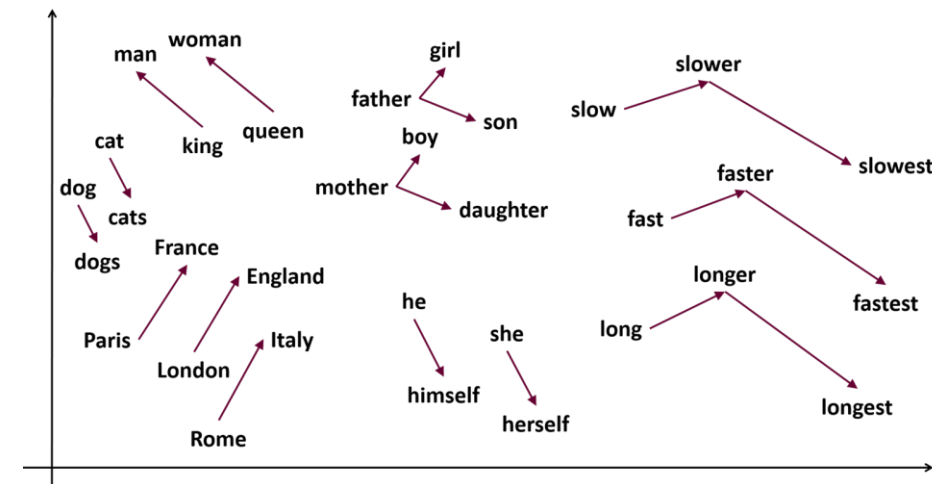 man
woman
king
queen
cat
cats
dog
dogs
France
Paris
England
London
Italy
Rome
girl
father
son
boy
mother
daughter
he
himself
she
herself
slow
slower
slowest
fast
faster
fastest
long
longer
longest